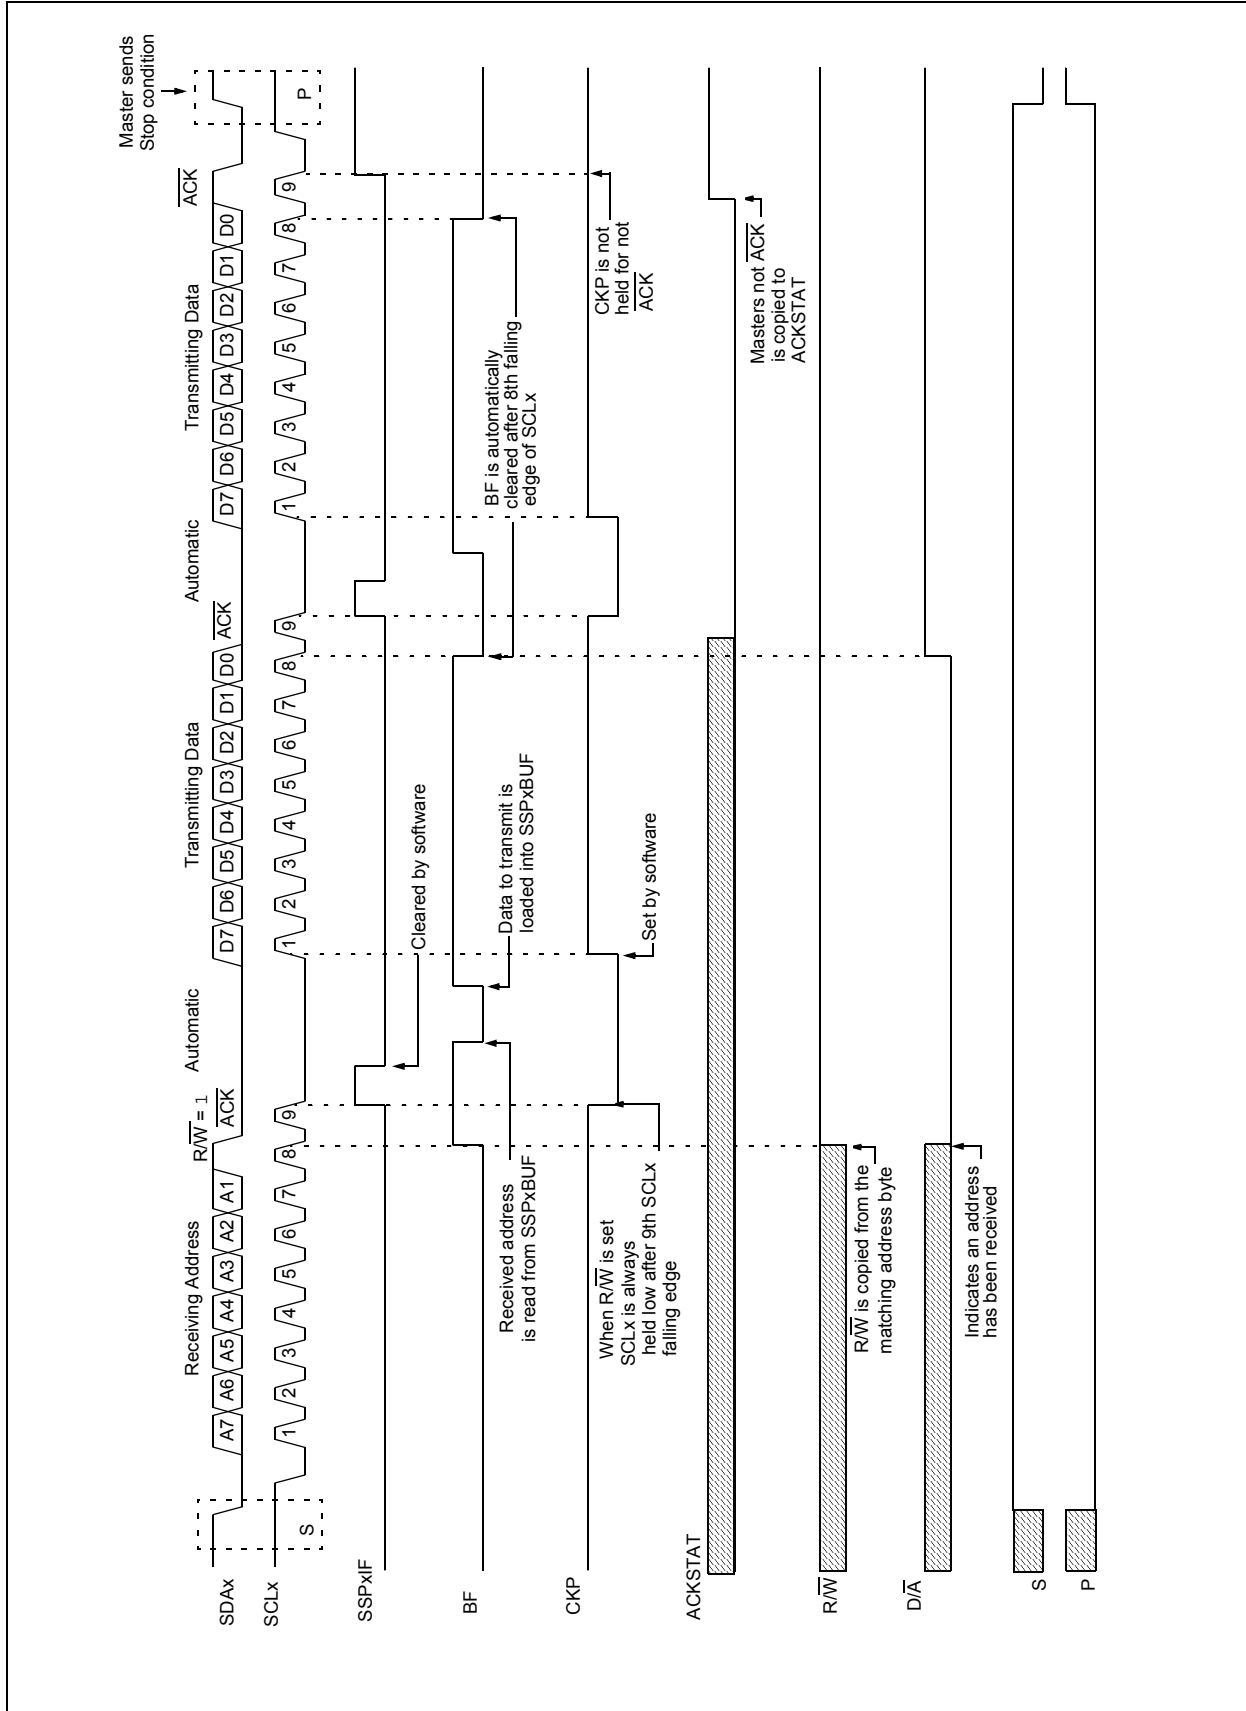 Master sends
Stop condition
Receiving Address
R/W = 1
ACK
Automatic
Transmitting Data
ACK
Automatic
Transmitting Data
ACK
SDAx
A7 A6 A5 A4 A3 A2 A1
D7 D6 D5 D4 D3 D2 D1 D0
D7 D6 D5 D4 D3 D2 D1 D0
SCLx
S
1 2 3 4 5 6 7 8 9
1 2 3 4 5 6 7 8 9
1 2 3 4 5 6 7 8 9
P
SSPxIF
Cleared by software
BF
Received address
is read from SSPxBUF
Data to transmit is
loaded into SSPxBUF
BF is automatically
cleared after 8th falling
edge of SCLx
CKP
When R/W is set
SCLx is always
held low after 9th SCLx
falling edge
Set by software
CKP is not
held for not
ACK
ACKSTAT
Masters not ACK
is copied to
ACKSTAT
R/W
R/W is copied from the
matching address byte
D/A
Indicates an address
has been received
S
P